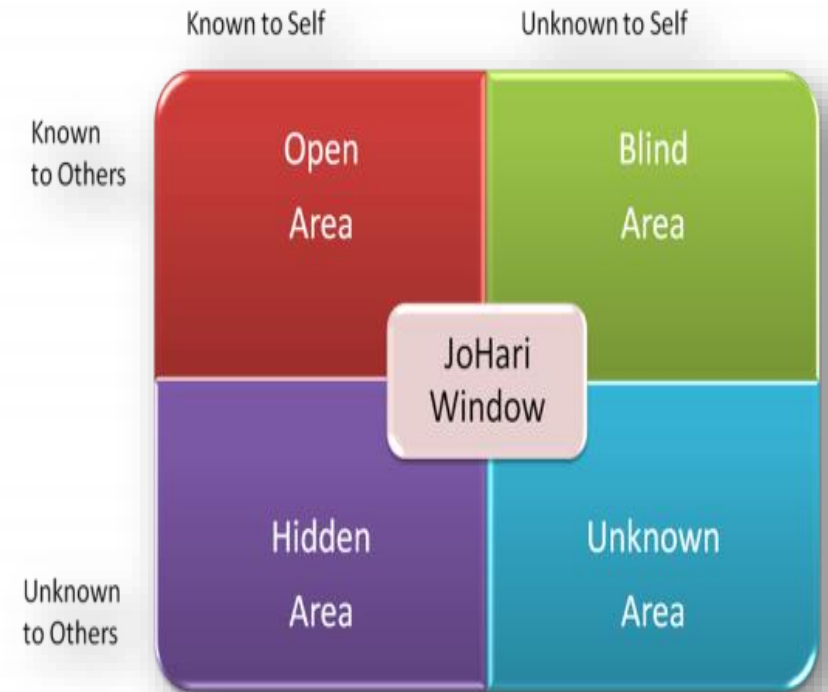 Known to Self
Unknown to Self
Known
to Others
Open
Area
Blind
Area
JoHari
Window
Hidden
Area
Unknown
Area
Unknown
to Others